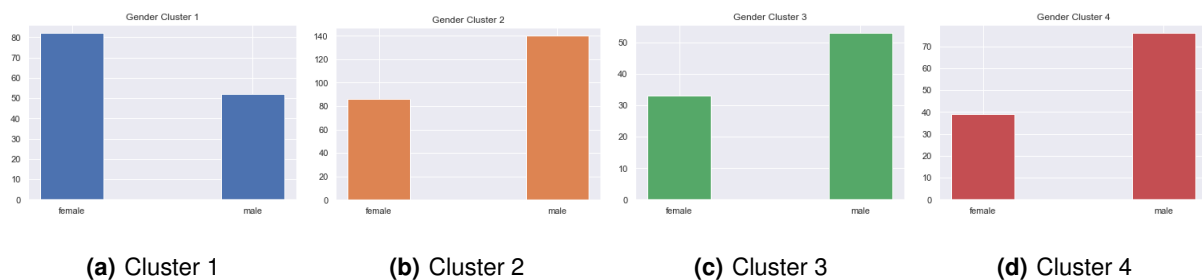 Gender Cluster 1
80
70
60
50
40
30
20
10
0
female
male
Gender Cluster 2
140
120
100
80
60
40
20
0
female
male
Gender Cluster 3
50
40
30
20
10
0
female
male
Gender Cluster 4
70
60
50
40
30
20
10
0
female
male
(a) Cluster 1
(b) Cluster 2
(c) Cluster 3
(d) Cluster 4